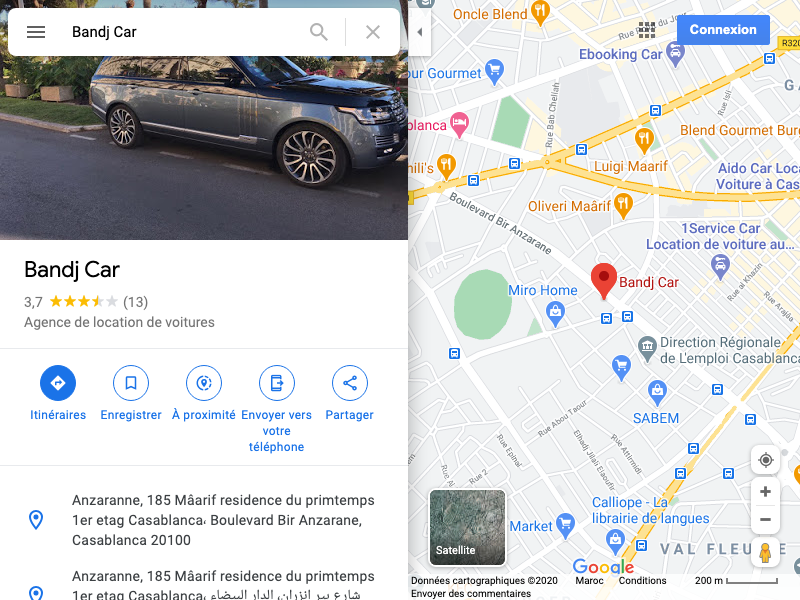 Bandj Car
Bandj Car
3,7 (13)
Agence de location de voitures
Itinéraires
Enregistrer
À proximité
Envoyer vers
votre
téléphone
Partager
Anzaranne, 185 Mâarif residence du primtemps
1er etag Casablanca، Boulevard Bir Anzarane,
Casablanca 20100
Anzaranne, 185 Mâarif residence du primtemps
1er etag Casablanca، شارع بير انزران، الدار البيضاء
Oncle Blend
Connexion
R320
Ebooking Car
our Gourmet
Rue Bab Chellah
Rue Isli
Blend Gourmet Burg
blanca
Luigi Maarif
Aido Car Loca
Voiture à Cas
mili's
Oliveri Maârif
Boulevard Bir Anzarane
1Service Car
Location de voiture au...
Bandj Car
Miro Home
Rue al Khazin
Rue Arajila
Direction Régionale
de L'emploi Casablanca
SABEM
Rue Abou Taour
Rue Epinal
Elhadj Jilali Elaoufir
Rue Attirmidi
Rue 2
Calliope - La
librairie de langues
Market
VAL FLEU
Satellite
Google
Données cartographiques ©2020 Maroc Conditions 200 m
Envoyer des commentaires